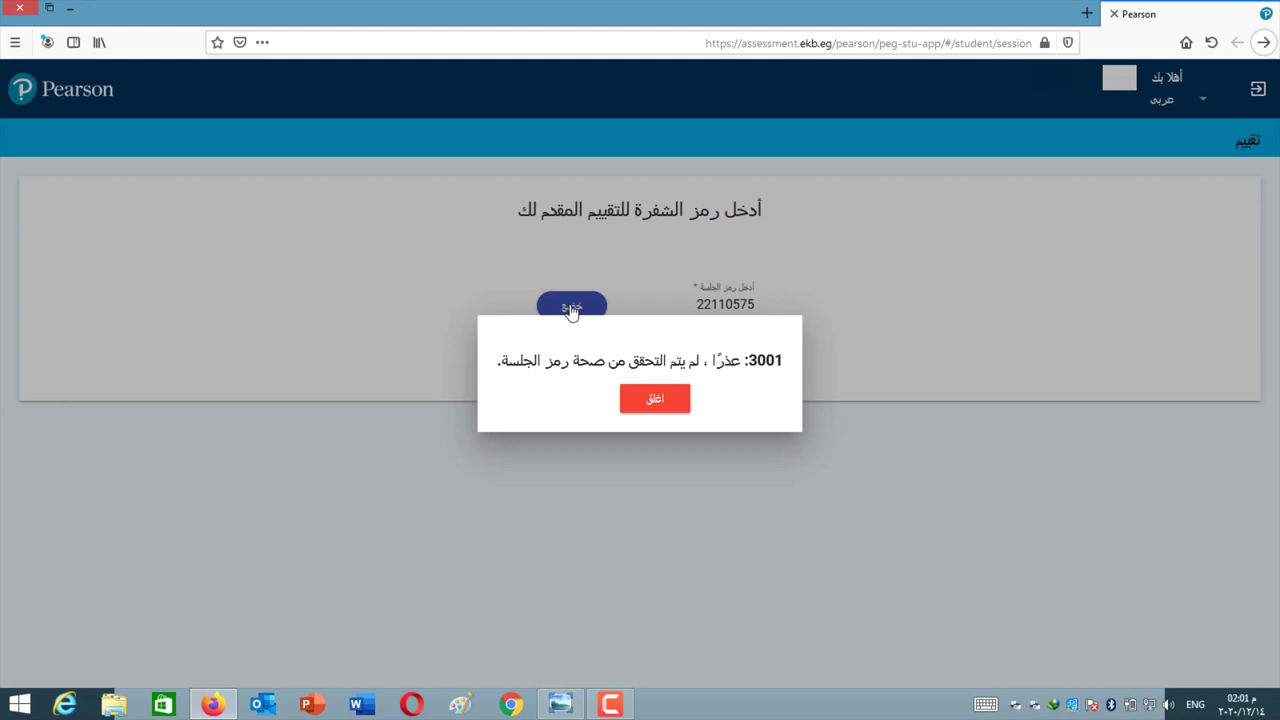 Pearson
https://assessment.ekb.eg/pearson/peg-stu-app/#/student/session
Pearson
أهلا بك
عربى
تقييم
أدخل رمز الشفرة للتقييم المقدم لك
أدخل رمز الجلسة *
22110575
3001: عذرًا ، لم يتم التحقق من صحة رمز الجلسة.
اغلق
ENG
02:01 م
٢٠٢٠/١٢/١٤